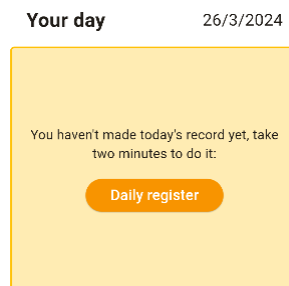 Your day 26/3/2024
You haven't made today's record yet, take
two minutes to do it:
Daily register